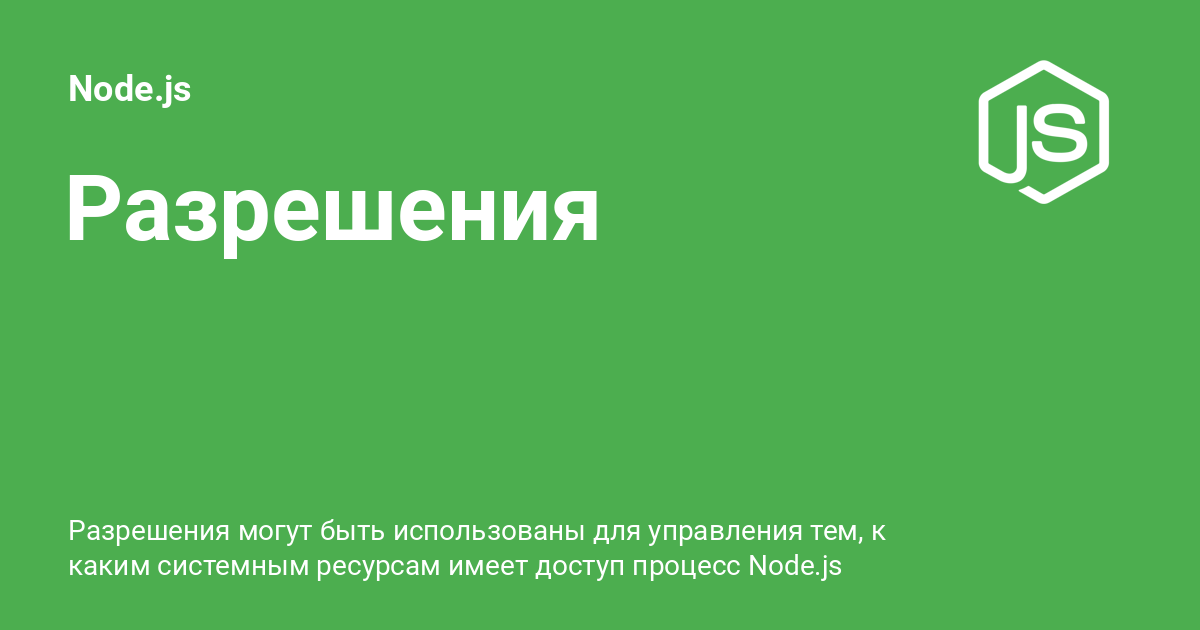 Node.js
JS
Разрешения
Разрешения могут быть использованы для управления тем, к
каким системным ресурсам имеет доступ процесс Node.js